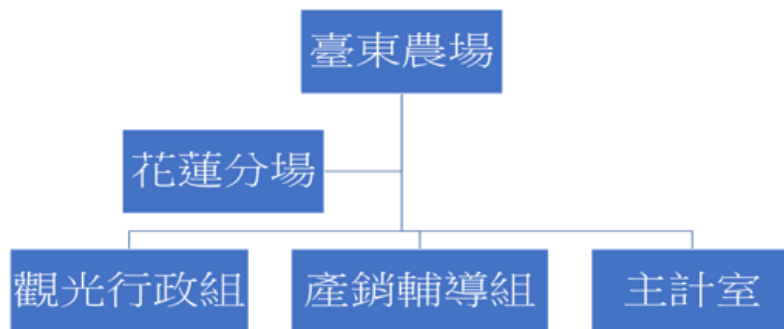 臺東農場
花蓮分場
觀光行政組
產銷輔導組
主計室